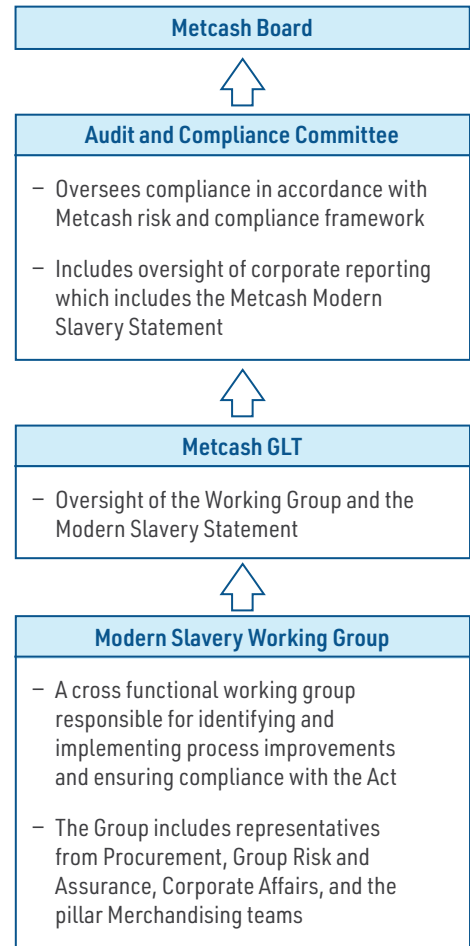 Metcash Board
Audit and Compliance Committee
– Oversees compliance in accordance with
Metcash risk and compliance framework
– Includes oversight of corporate reporting
which includes the Metcash Modern
Slavery Statement
Metcash GLT
– Oversight of the Working Group and the
Modern Slavery Statement
Modern Slavery Working Group
– A cross functional working group
responsible for identifying and
implementing process improvements
and ensuring compliance with the Act
– The Group includes representatives
from Procurement, Group Risk and
Assurance, Corporate Affairs, and the
pillar Merchandising teams